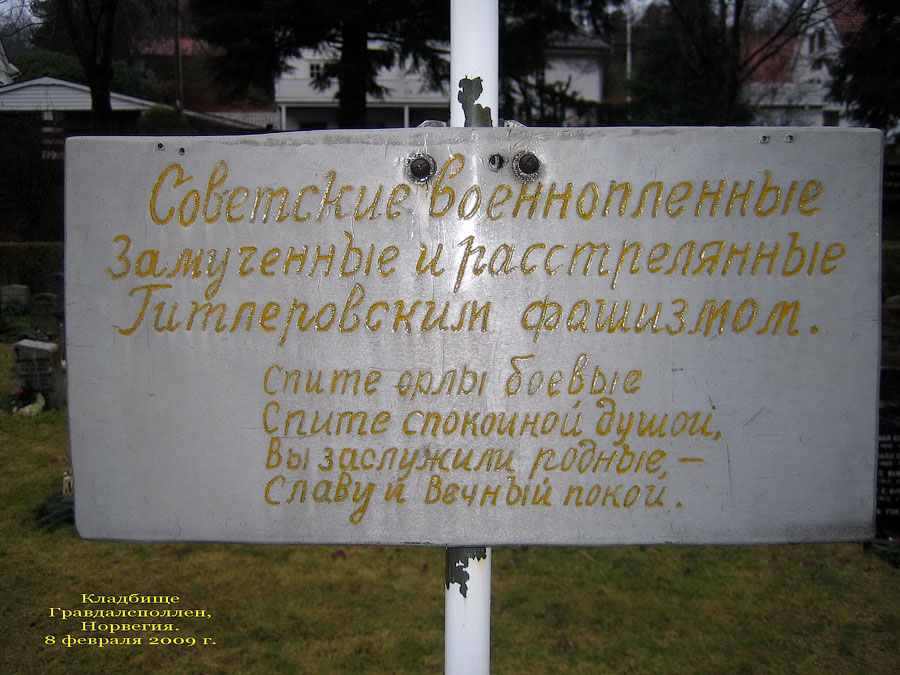 Советские военнопленные
Замученные и расстрелянные
Гитлеровским фашизмом.
Спите орлы боевые
Спите спокойной душой,
Вы заслужили родные, —
Славу и Вечный покой.
Кладбище
Гравдалсполлен,
Норвегия.
8 февраля 2009 г.